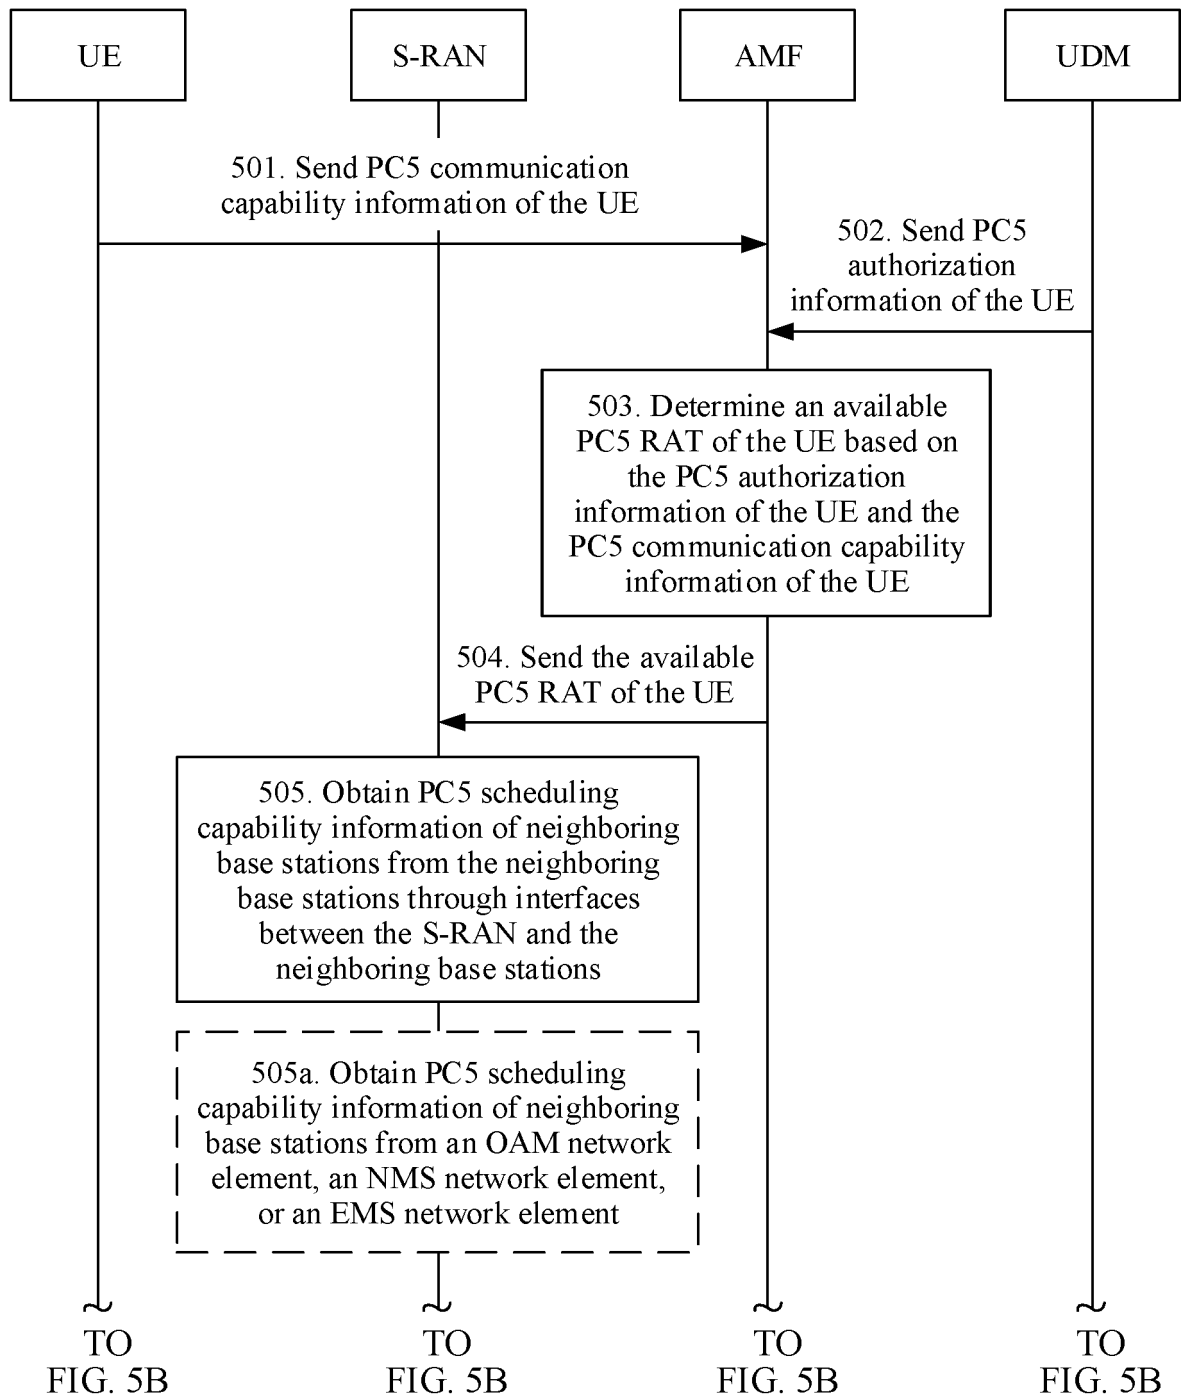 UE
S-RAN
AMF
UDM
501. Send PC5 communication
capability information of the UE
502. Send PC5
authorization
information of the UE
503. Determine an available
PC5 RAT of the UE based on
the PC5 authorization
information of the UE and the
PC5 communication capability
information of the UE
504. Send the available
PC5 RAT of the UE
505. Obtain PC5 scheduling
capability information of neighboring
base stations from the neighboring
base stations through interfaces
between the S-RAN and the
neighboring base stations
505a. Obtain PC5 scheduling
capability information of neighboring
base stations from an OAM network
element, an NMS network element,
or an EMS network element
TO
FIG. 5B
TO
FIG. 5B
TO
FIG. 5B
TO
FIG. 5B